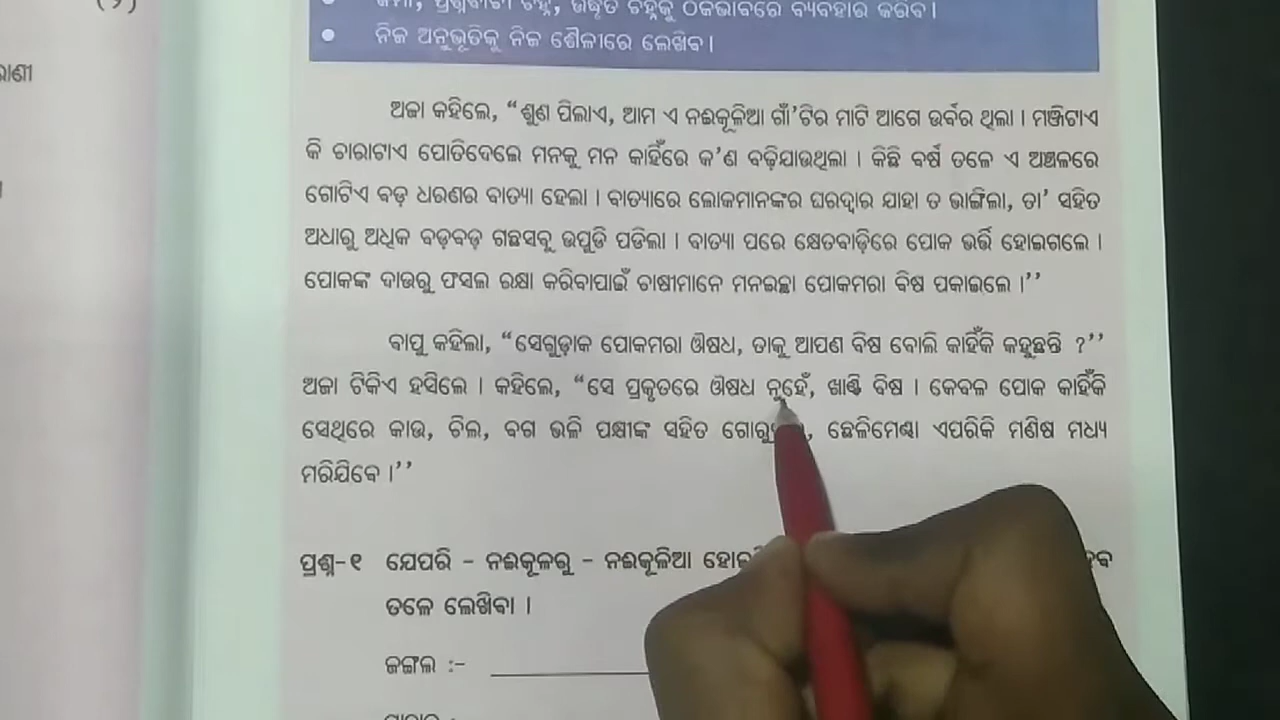 (୨)
ନିଜ ଅନୁଭୂତିକୁ ନିଜ ଶୈଳୀରେ ଲେଖିବ।
ଅଜା କହିଲେ, “ଶୁଣ ପିଲାଏ, ଆମ ଏ ନଈକୂଳିଆ ଗାଁ’ଟିର ମାଟି ଆଗେ ଉର୍ବର ଥିଲା । ମଞ୍ଜିଟାଏ
କି ଚାରାଟାଏ ପୋତିଦେଲେ ମନକୁ ମନ କାହିଁରେ କ’ଣ ବଢ଼ିଯାଉଥିଲା । କିଛି ବର୍ଷ ତଳେ ଏ ଅଞ୍ଚଳରେ
ଗୋଟିଏ ବଡ଼ ଧରଣର ବାତ୍ୟା ହେଲା । ବାତ୍ୟାରେ ଲୋକମାନଙ୍କର ଘରଦ୍ୱାର ଯାହା ତ ଭାଙ୍ଗିଲା, ତା’ ସହିତ
ଅଧାରୁ ଅଧିକ ବଡ଼ବଡ଼ ଗଛସବୁ ଉପୁଡି ପଡିଲା । ବାତ୍ୟା ପରେ କ୍ଷେତବାଡ଼ିରେ ପୋକ ଭର୍ତ୍ତି ହୋଇଗଲେ ।
ପୋକଙ୍କ ଦାଉରୁ ଫସଲ ରକ୍ଷା କରିବାପାଇଁ ଚାଷୀମାନେ ମନଇଚ୍ଛା ପୋକମରା ବିଷ ପକାଇଲେ ।’’
ବାପୁ କହିଲା, “ସେଗୁଡ଼ାକ ପୋକମରା ଔଷଧ, ତାକୁ ଆପଣ ବିଷ ବୋଲି କାହିଁକି କହୁଛନ୍ତି ?’’
ଅଜା ଟିକିଏ ହସିଲେ । କହିଲେ, “ସେ ପ୍ରକୃତରେ ଔଷଧ ନୁହେଁ, ଖାଣ୍ଟି ବିଷ । କେବଳ ପୋକ କାହିଁକି
ସେଥିରେ କାଉ, ଚିଲ, ବଗ ଭଳି ପକ୍ଷୀଙ୍କ ସହିତ ଛେଳିମେଣ୍ଢା ଏପରିକି ମଣିଷ ମଧ୍ୟ
ମରିଯିବେ ।’’
ପ୍ରଶ୍ନ-୧ ଯେପରି - ନଈକୂଳରୁ - ନଈକୂଳିଆ
ତଳେ ଲେଖିବା ।
ଜଙ୍ଗଲ :-